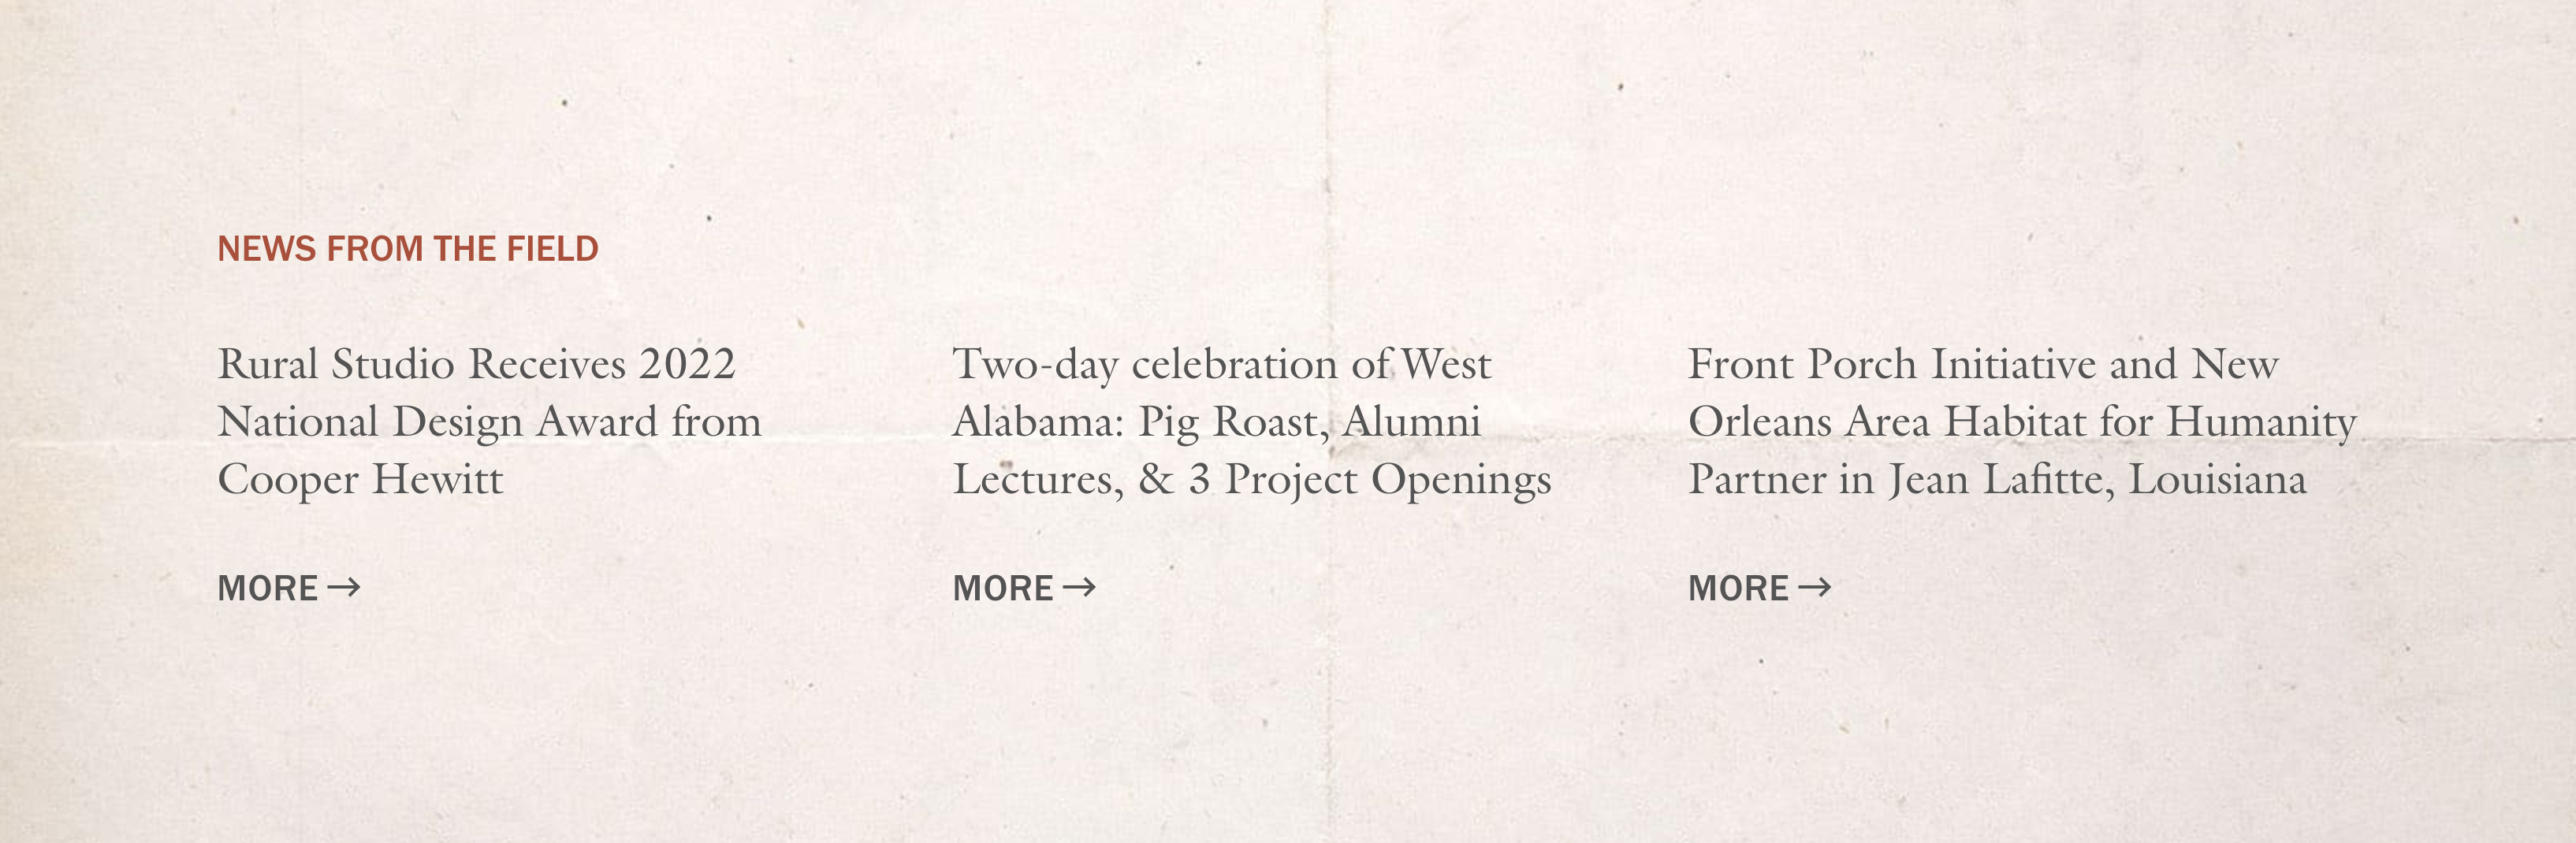 NEWS FROM THE FIELD
Rural Studio Receives 2022
National Design Award from
Cooper Hewitt
MORE →
Two-day celebration of West
Alabama: Pig Roast, Alumni
Lectures, & 3 Project Openings
MORE →
Front Porch Initiative and New
Orleans Area Habitat for Humanity
Partner in Jean Lafitte, Louisiana
MORE →